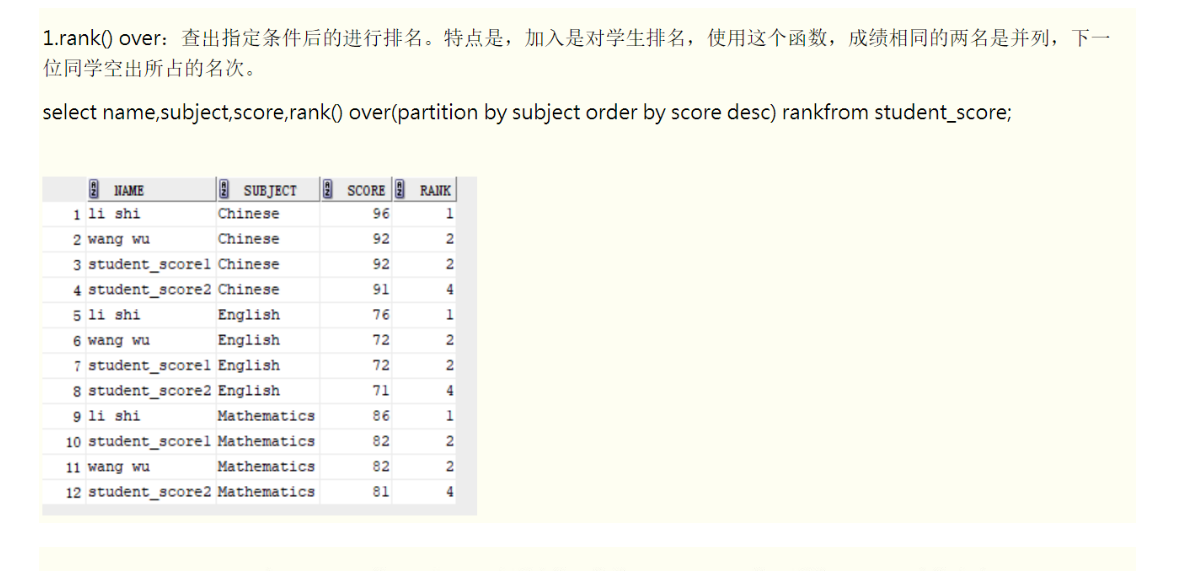 1.rank() over：查出指定条件后的进行排名。特点是，加入是对学生排名，使用这个函数，成绩相同的两名是并列，下一
位同学空出所占的名次。
select name,subject,score,rank() over(partition by subject order by score desc) rankfrom student_score;
NAME SUBJECT SCORE RANK
1 li shi Chinese 96 1
2 wang wu Chinese 92 2
3 student_score1 Chinese 92 2
4 student_score2 Chinese 91 4
5 li shi English 76 1
6 wang wu English 72 2
7 student_score1 English 72 2
8 student_score2 English 71 4
9 li shi Mathematics 86 1
10 student_score1 Mathematics 82 2
11 wang wu Mathematics 82 2
12 student_score2 Mathematics 81 4